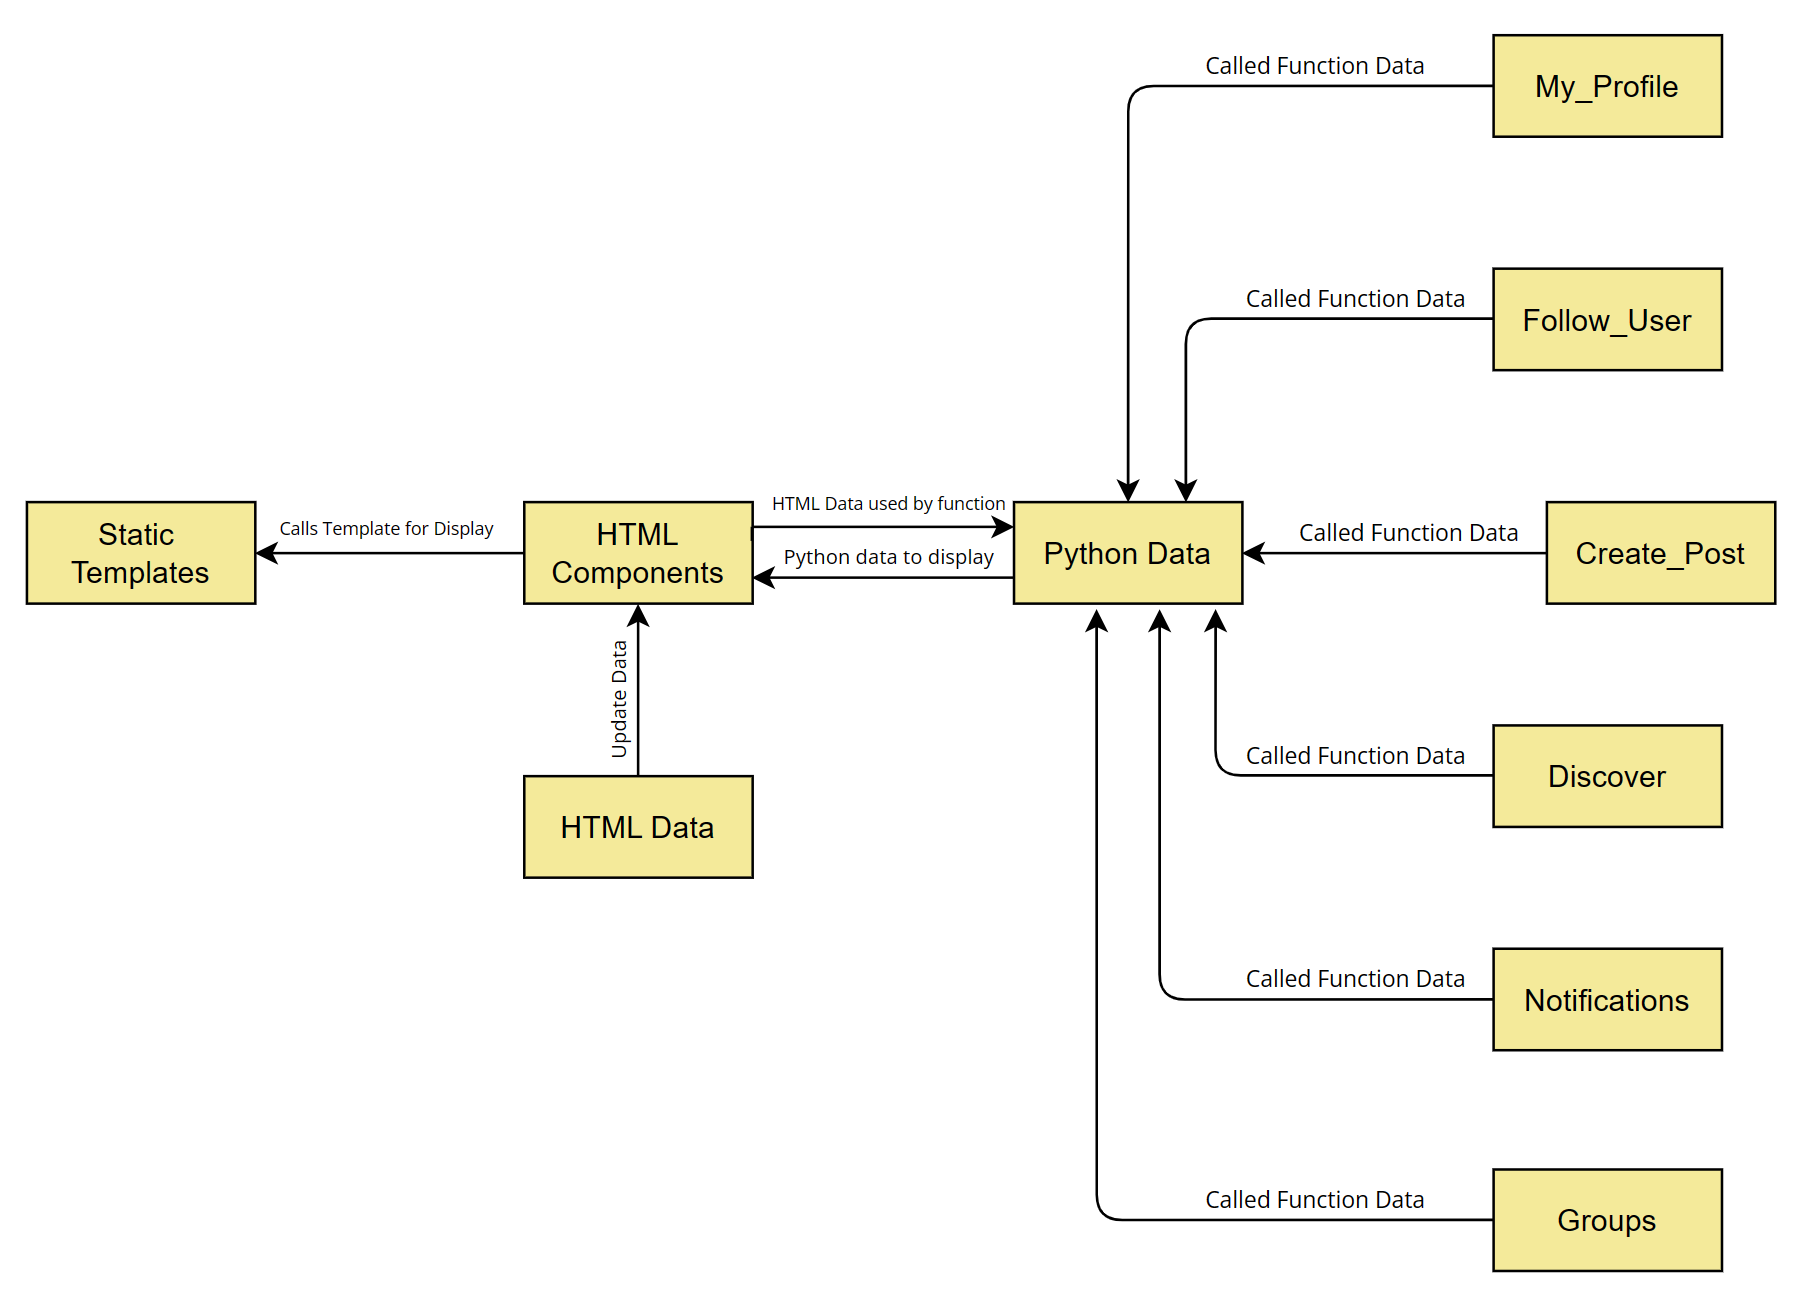 Called Function Data
My_Profile
Called Function Data
Follow_User
Static
Templates
Calls Template for Display
HTML
Components
HTML Data used by function
Python data to display
Python Data
Called Function Data
Create_Post
Update Data
HTML Data
Called Function Data
Discover
Called Function Data
Notifications
Called Function Data
Groups